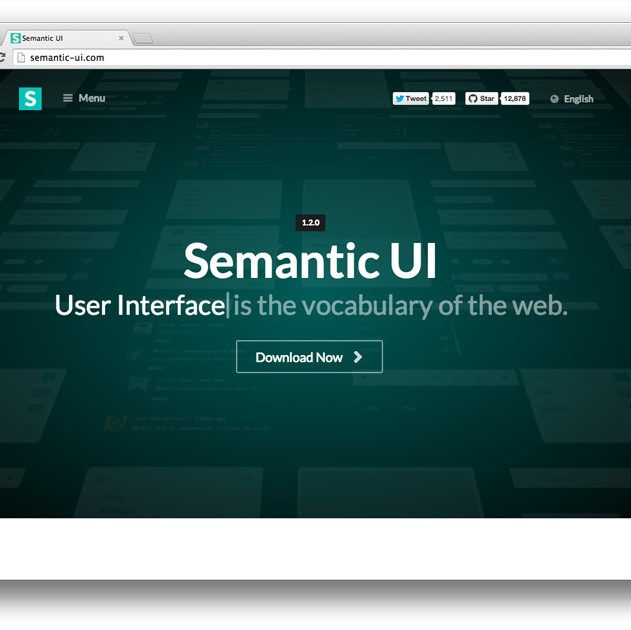 Semantic UI
semantic-ui.com
S Menu Tweet 2,511 Star 12,878 English
1.2.0
Semantic UI
User Interface is the vocabulary of the web.
Download Now